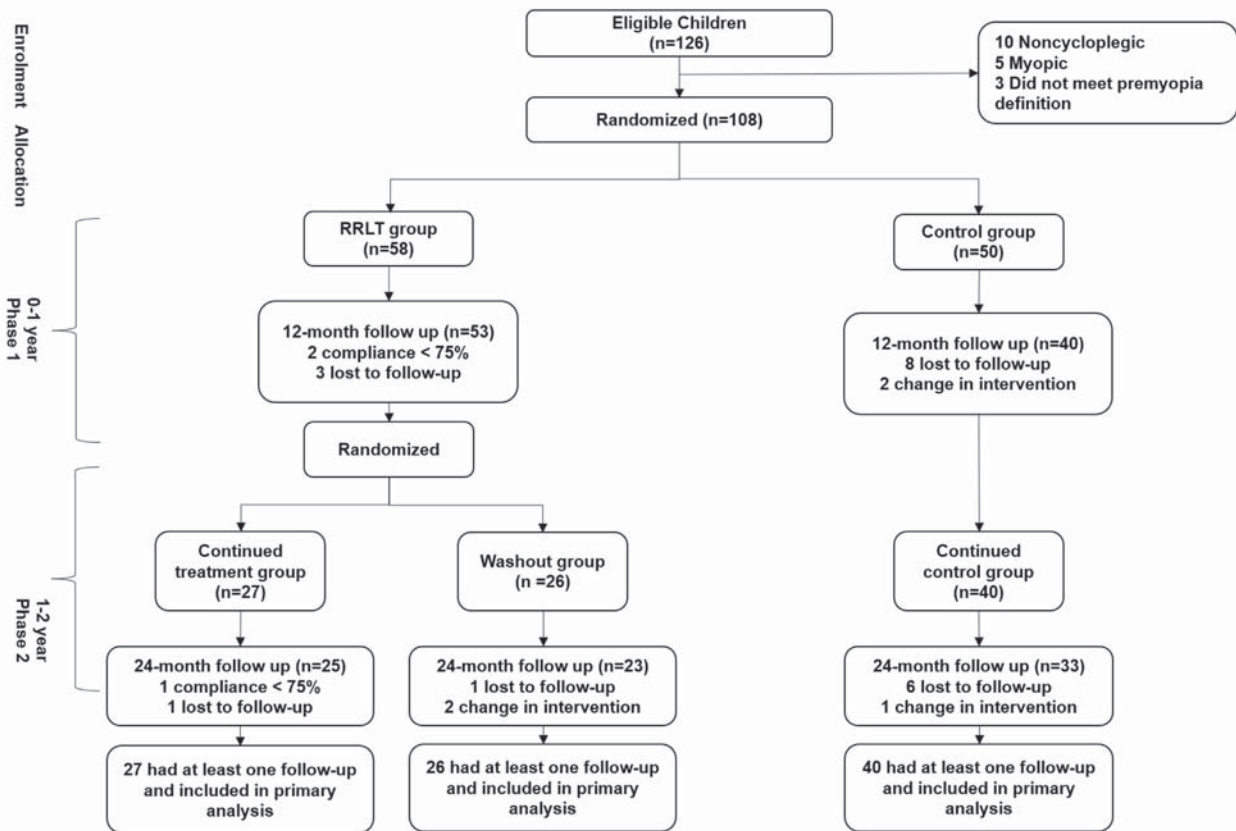 Eligible Children
(n=126)
10 Noncycloplegic
5 Myopic
3 Did not meet premyopia
definition
Randomized (n=108)
Enrolment
Allocation
RRLT group
(n=58)
Control group
(n=50)
0-1 year
Phase 1
12-month follow up (n=53)
2 compliance < 75%
3 lost to follow-up
12-month follow up (n=40)
8 lost to follow-up
2 change in intervention
Randomized
1-2 year
Phase 2
Continued
treatment group
(n=27)
Washout group
(n =26)
Continued
control group
(n=40)
24-month follow up (n=25)
1 compliance < 75%
1 lost to follow-up
24-month follow up (n=23)
1 lost to follow-up
2 change in intervention
24-month follow up (n=33)
6 lost to follow-up
1 change in intervention
27 had at least one follow-up
and included in primary
analysis
26 had at least one follow-up
and included in primary
analysis
40 had at least one follow-up
and included in primary
analysis